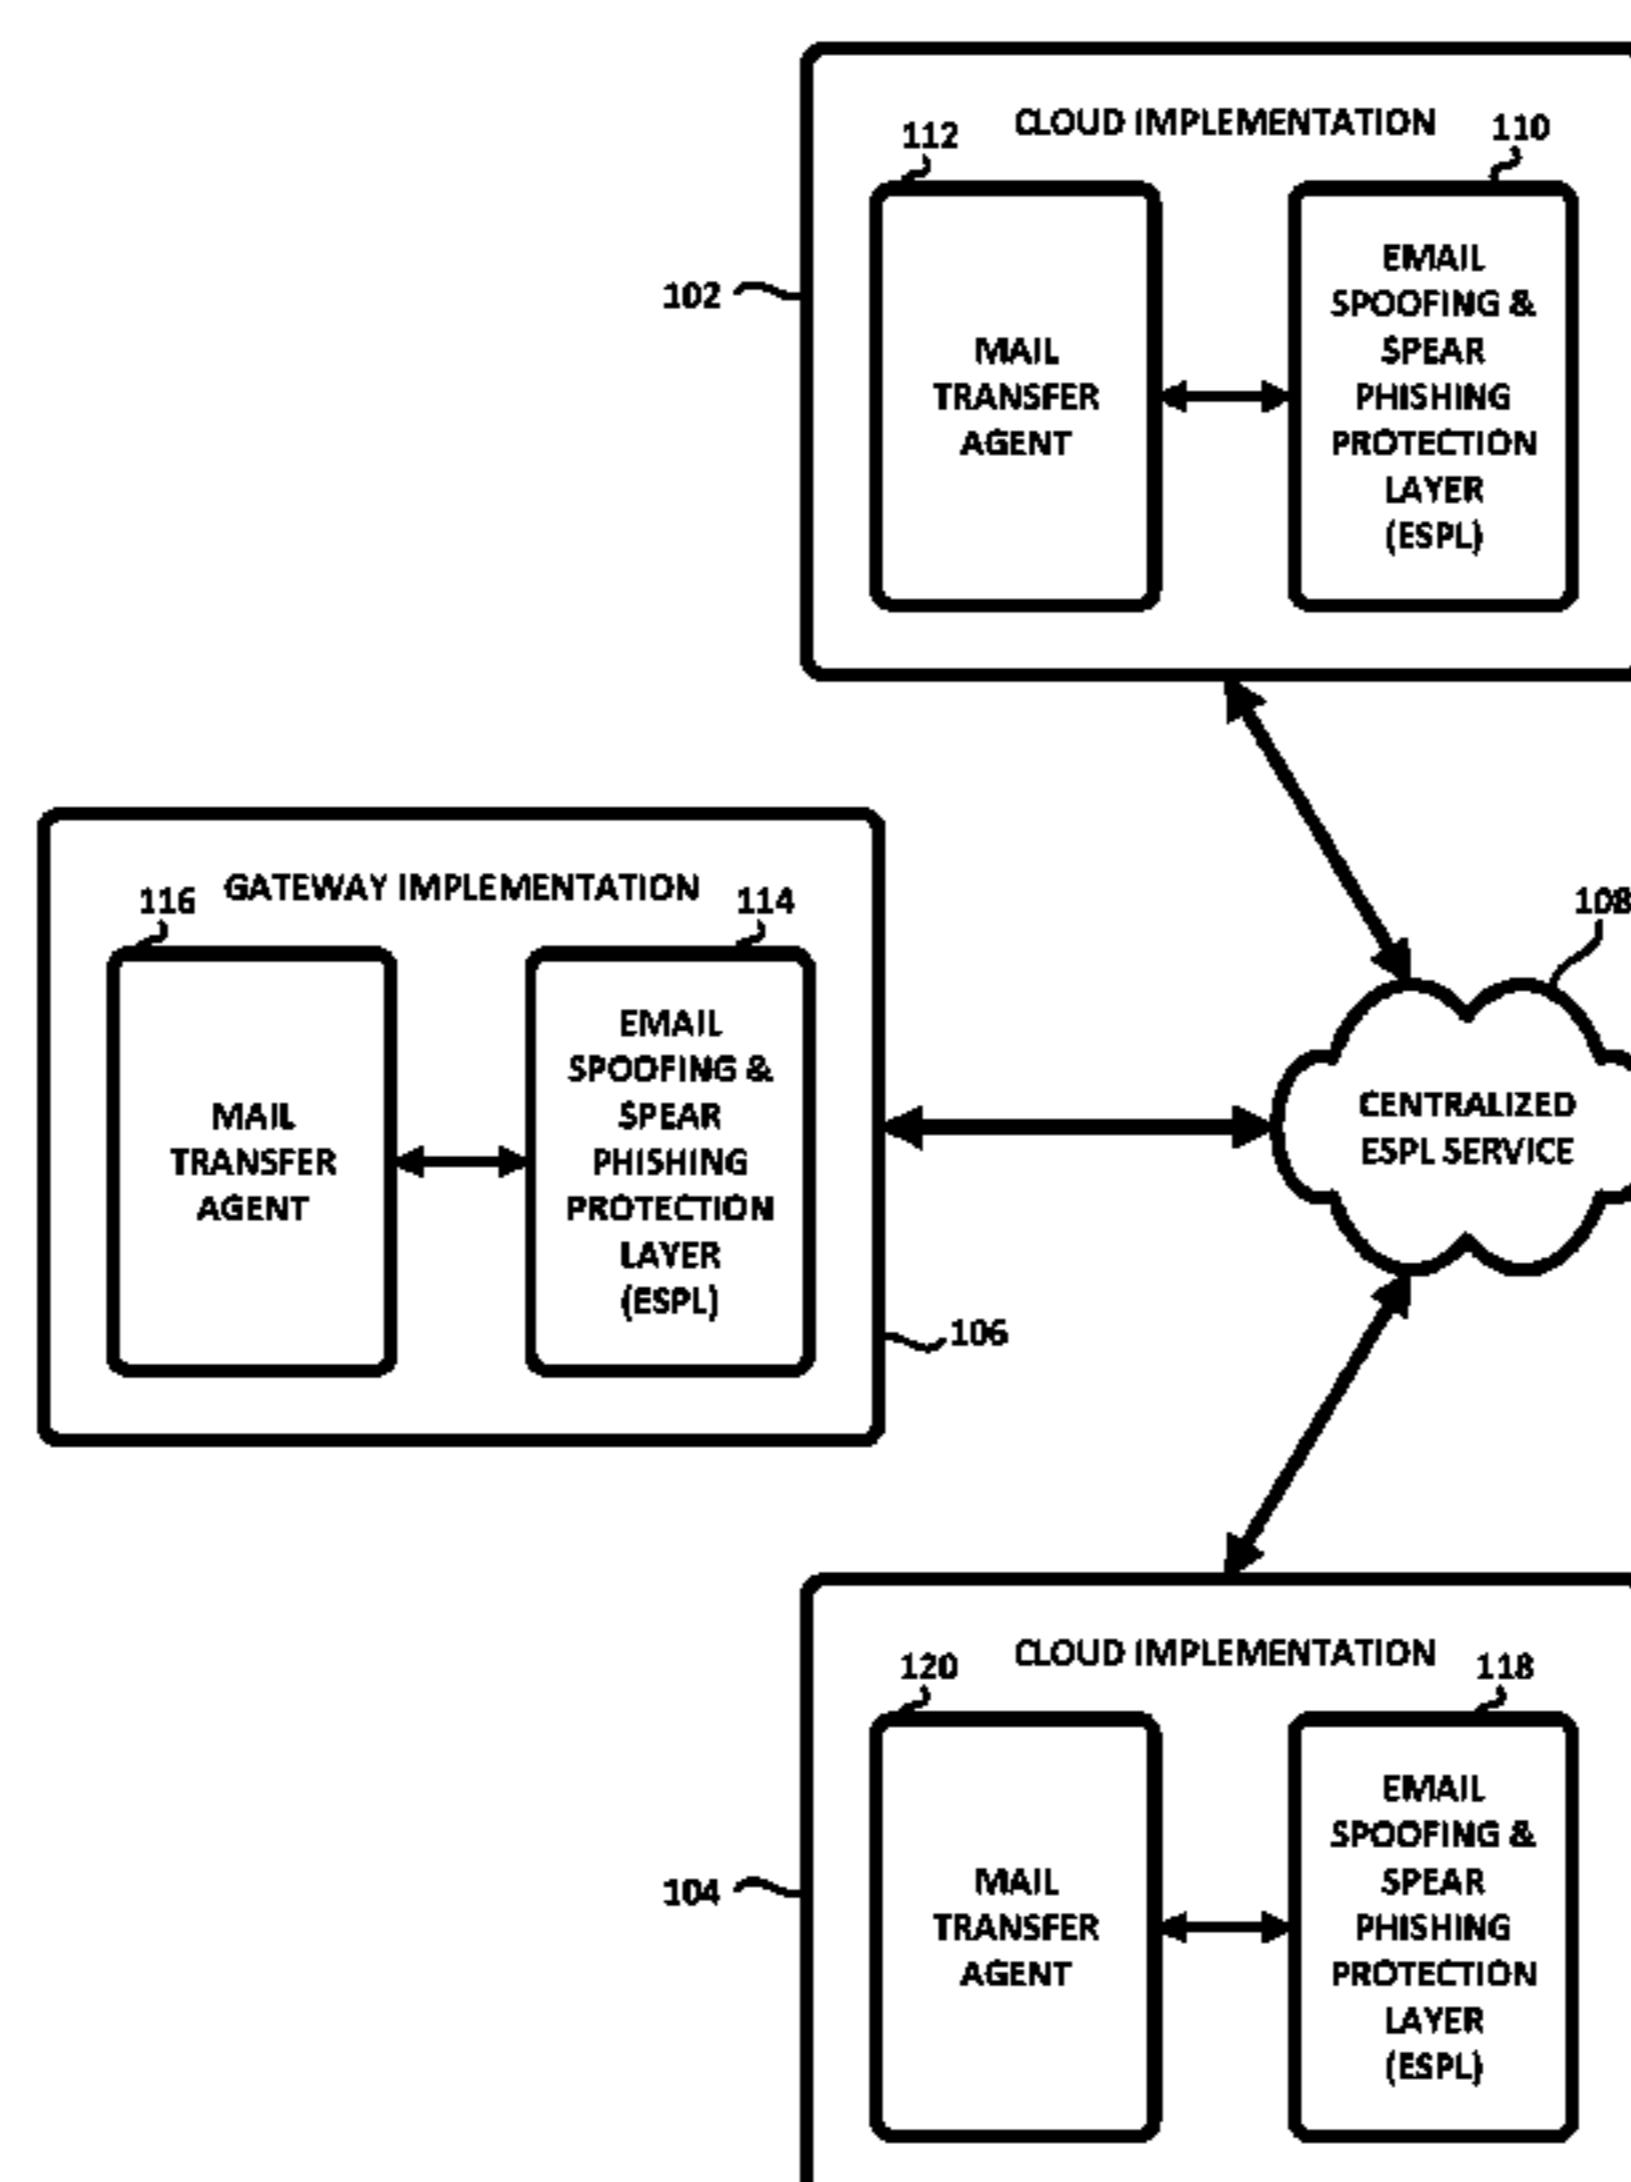 CLOUD IMPLEMENTATION
112
110
102
MAIL
TRANSFER
AGENT
EMAIL
SPOOFING &
SPEAR
PHISHING
PROTECTION
LAYER
(ESPL)
GATEWAY IMPLEMENTATION
116
114
MAIL
TRANSFER
AGENT
EMAIL
SPOOFING &
SPEAR
PHISHING
PROTECTION
LAYER
(ESPL)
106
108
CENTRALIZED
ESPL SERVICE
CLOUD IMPLEMENTATION
120
118
104
MAIL
TRANSFER
AGENT
EMAIL
SPOOFING &
SPEAR
PHISHING
PROTECTION
LAYER
(ESPL)